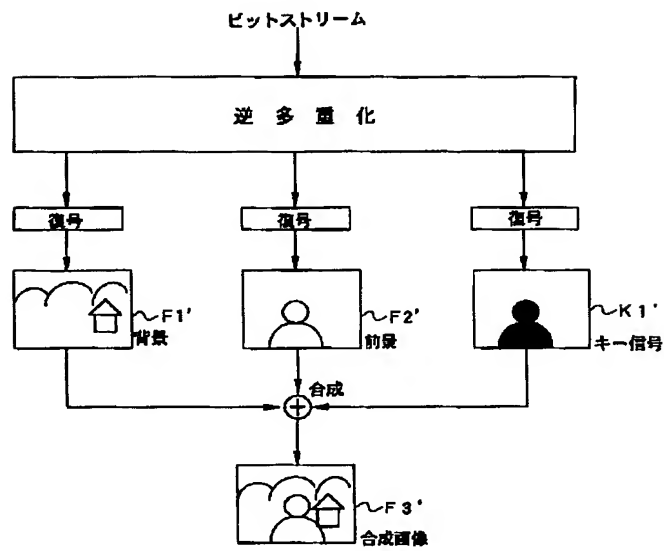 ビットストリーム
逆多重化
復号
復号
復号
F1'
背景
F2'
前景
K1'
キー信号
合成
F3'
合成画像